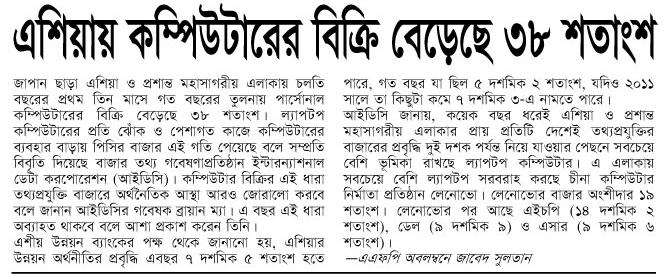 এশিয়ায় কম্পিউটারের বিক্রি বেড়েছে ৩৮ শতাংশ
জাপান ছাড়া এশিয়া ও প্রশান্ত মহাসাগরীয় এলাকায় চলতি
বছরের প্রথম তিন মাসে গত বছরের তুলনায় পার্সোনাল
কম্পিউটারের বিক্রি বেড়েছে ৩৮ শতাংশ। ল্যাপটপ
কম্পিউটারের প্রতি ঝোঁক ও পেশাগত কাজে কম্পিউটারের
ব্যবহার বাড়ায় পিসির বাজার এই গতি পেয়েছে বলে সম্প্রতি
বিবৃতি দিয়েছে বাজার তথ্য গবেষণাপ্রতিষ্ঠান ইন্টারন্যাশনাল
ডেটা করপোরেশন (আইডিসি)। কম্পিউটার বিক্রির এই ধারা
তথ্যপ্রযুক্তি বাজারে অর্থনৈতিক আস্থা আরও জোরালো করবে
বলে জানান আইডিসির গবেষক ব্রায়ান ম্যা। এ বছর এই ধারা
অব্যাহত থাকবে বলে আশা প্রকাশ করেন তিনি।
এশীয় উন্নয়ন ব্যাংকের পক্ষ থেকে জানানো হয়, এশিয়ার
উন্নয়ন অর্থনীতির প্রবৃদ্ধি এবছর ৭ দশমিক ৫ শতাংশ হতে
পারে, গত বছর যা ছিল ৫ দশমিক ২ শতাংশ, যদিও ২০১১
সালে তা কিছুটা কমে ৭ দশমিক ৩-এ নামতে পারে।
আইডিসি জানায়, কয়েক বছর ধরেই এশিয়া ও প্রশান্ত
মহাসাগরীয় এলাকার প্রায় প্রতিটি দেশেই তথ্যপ্রযুক্তির
বাজারের প্রবৃদ্ধি দুই দশক পর্যন্ত নিয়ে যাওয়ার পেছনে সবচেয়ে
বেশি ভূমিকা রাখছে ল্যাপটপ কম্পিউটার। এ এলাকায়
সবচেয়ে বেশি ল্যাপটপ সরবরাহ করছে চীনা কম্পিউটার
নির্মাতা প্রতিষ্ঠান লেনোভো। লেনোভোর বাজার অংশীদার ১৯
শতাংশ। লেনোভোর পর আছে এইচপি (১৪ দশমিক ২
শতাংশ), ডেল (৯ দশমিক ৯) ও এসার (৯ দশমিক ৬
শতাংশ)।
—এএফপি অবলম্বনে জাবেদ সুলতান